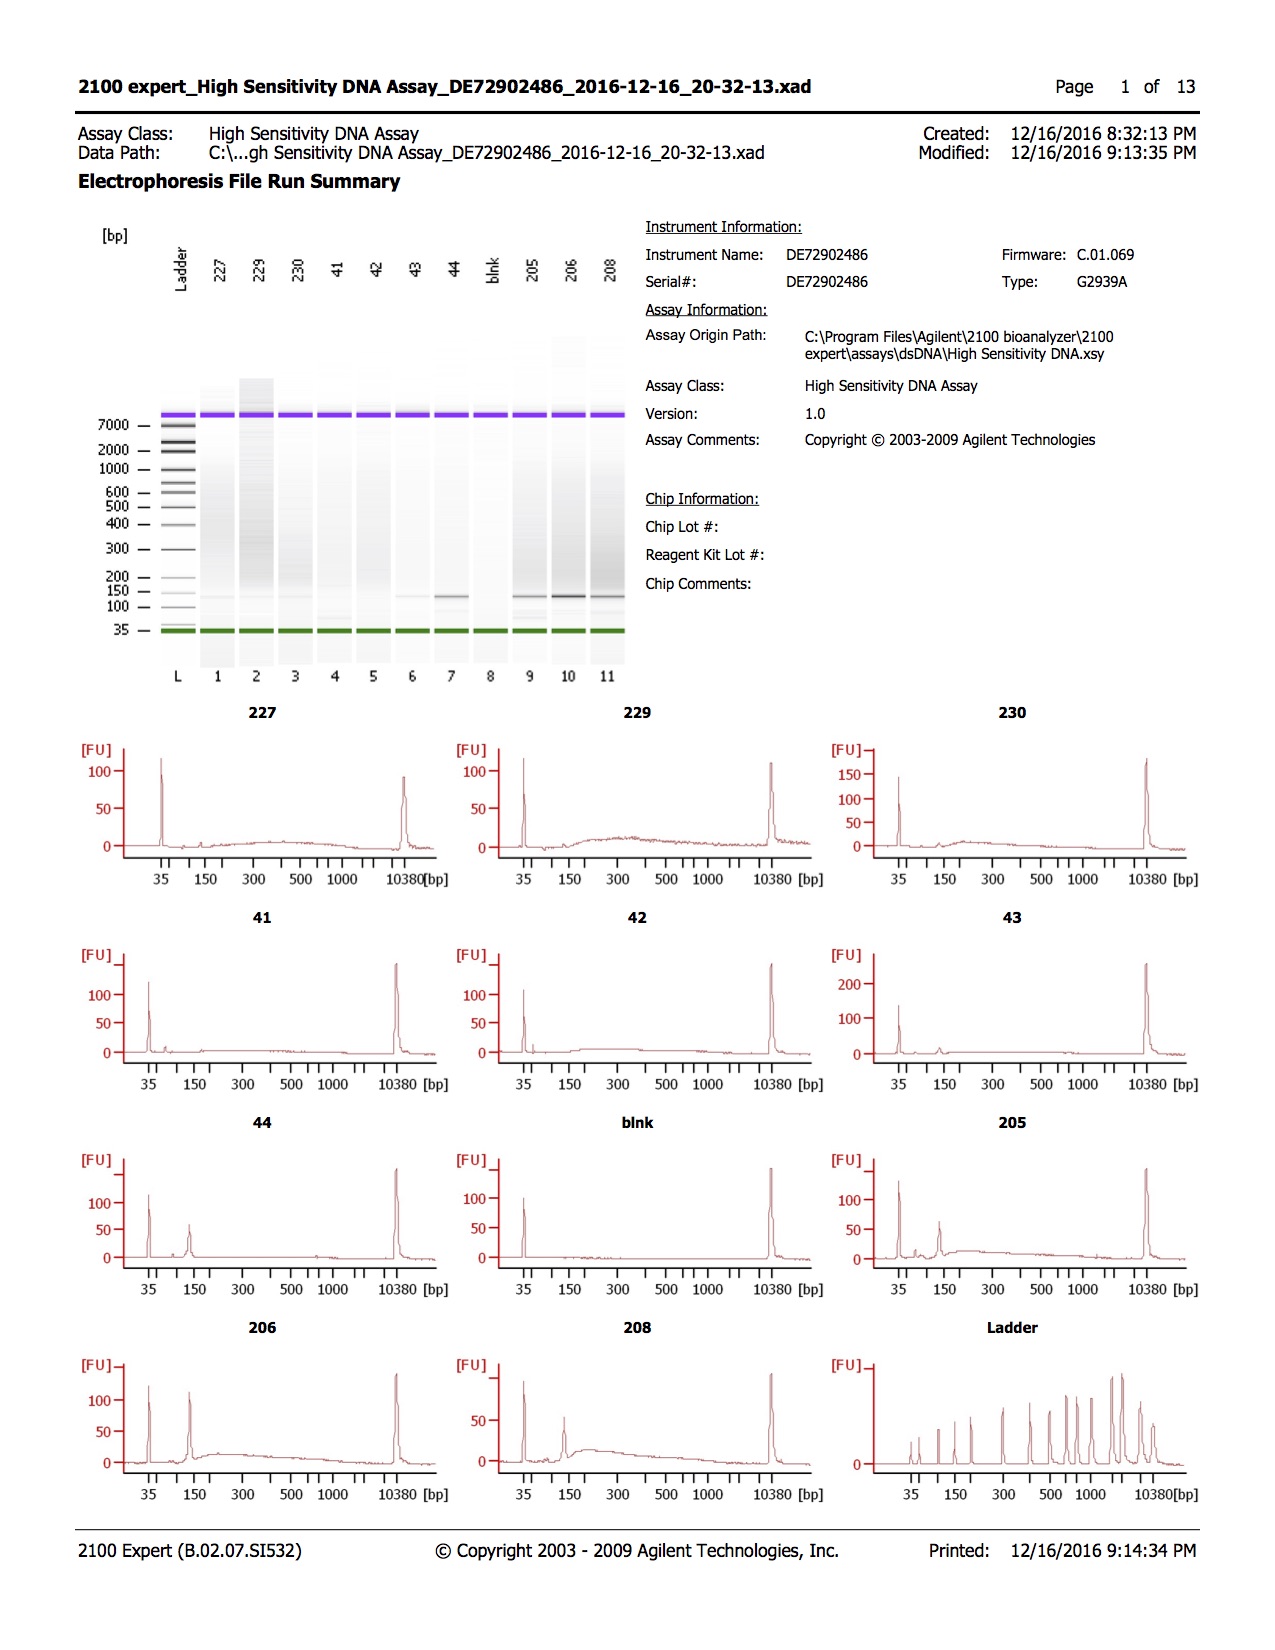 2100 expert_High Sensitivity DNA Assay_DE72902486_2016-12-16_20-32-13.xad Page 1 of 13
Assay Class: High Sensitivity DNA Assay Created: 12/16/2016 8:32:13 PM
Data Path: C:\...gh Sensitivity DNA Assay_DE72902486_2016-12-16_20-32-13.xad Modified: 12/16/2016 9:13:35 PM
Electrophoresis File Run Summary
[bp]
Ladder 227 229 230 41 42 43 44 blnk 205 206 208
7000
2000
1000
600
500
400
300
200
150
100
35
L 1 2 3 4 5 6 7 8 9 10 11
Instrument Information:
Instrument Name: DE72902486 Firmware: C.01.069
Serial#: DE72902486 Type: G2939A
Assay Information:
Assay Origin Path: C:\Program Files\Agilent\2100 bioanalyzer\2100
expert\assays\dsDNA\High Sensitivity DNA.xsy
Assay Class: High Sensitivity DNA Assay
Version: 1.0
Assay Comments: Copyright © 2003-2009 Agilent Technologies
Chip Information:
Chip Lot #:
Reagent Kit Lot #:
Chip Comments:
227 229 230
[FU] [FU] [FU]
100 100 150
50 50 100
0 0 50
0
35 150 300 500 1000 10380[bp] 35 150 300 500 1000 10380 [bp] 35 150 300 500 1000 10380 [bp]
41 42 43
[FU] [FU] [FU]
100 100 200
50 50 100
0 0 0
35 150 300 500 1000 10380 [bp] 35 150 300 500 1000 10380 [bp] 35 150 300 500 1000 10380 [bp]
44 blnk 205
[FU] [FU] [FU]
100 100 100
50 50 50
0 0 0
35 150 300 500 1000 10380 [bp] 35 150 300 500 1000 10380 [bp] 35 150 300 500 1000 10380 [bp]
206 208 Ladder
[FU] [FU] [FU]
100 50 0
50 0
0
35 150 300 500 1000 10380 [bp] 35 150 300 500 1000 10380 [bp] 35 150 300 500 1000 10380[bp]
2100 Expert (B.02.07.SI532) © Copyright 2003 - 2009 Agilent Technologies, Inc. Printed: 12/16/2016 9:14:34 PM